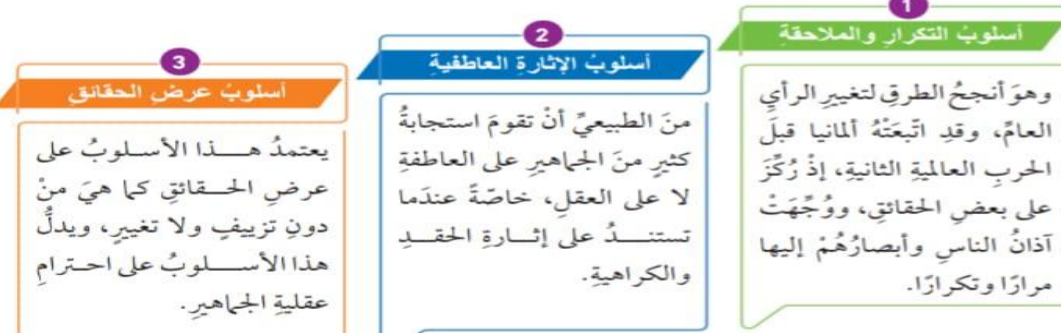 1
أسلوبُ التكرارِ والملاحقةِ
وهوَ أنجحُ الطرقِ لتغييرِ الرأيِ
العامِّ، وقدِ اتّبعَتْهُ ألمانيا قبلَ
الحربِ العالميةِ الثانيةِ، إذْ رُكِّزَ
على بعضِ الحقائقِ، ووُجِّهَتْ
آذانُ الناسِ وأبصارُهُمْ إليها
مرارًا وتكرارًا.
2
أسلوبُ الإثارةِ العاطفيةِ
منَ الطبيعيِّ أنْ تقومَ استجابةُ
كثيرٍ منَ الجماهيرِ على العاطفةِ
لا على العقلِ، خاصّةً عندَما
تستندُ على إثارةِ الحقدِ
والكراهيةِ.
3
أسلوبُ عرضِ الحقائقِ
يعتمدُ هذا الأسلوبُ على
عرضِ الحقائقِ كما هيَ منْ
دونِ تزييفٍ ولا تغييرٍ، ويدلُّ
هذا الأسلوبُ على احترامِ
عقليةِ الجماهيرِ.